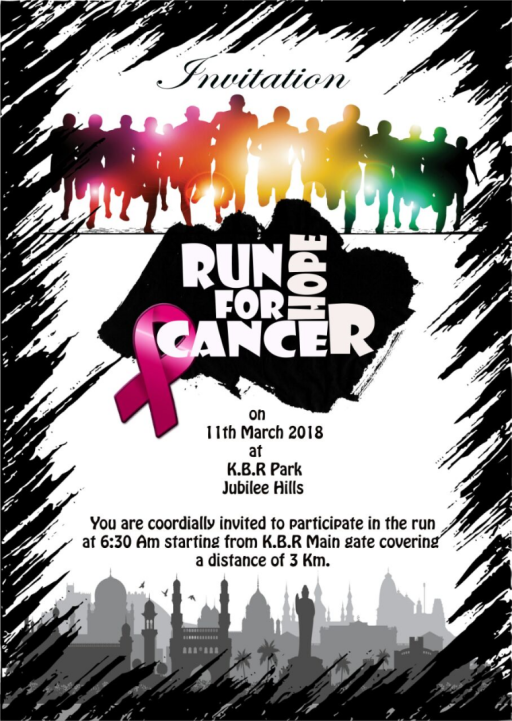 Invitation
RUN
HOPE
FOR
CANCER
on
11th March 2018
at
K.B.R Park
Jubilee Hills
You are coordially invited to participate in the run
at 6:30 Am starting from K.B.R Main gate covering
a distance of 3 Km.